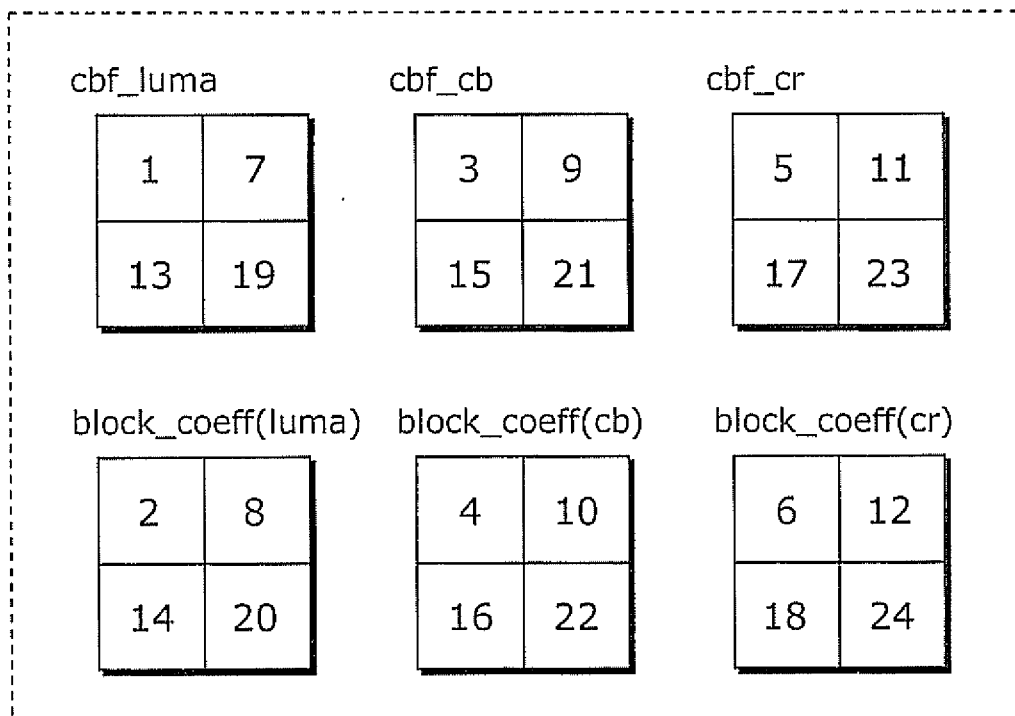 cbf_luma cbf_cb cbf_cr
1 7 3 9 5 11
13 19 15 21 17 23
block_coeff(luma) block_coeff(cb) block_coeff(cr)
2 8 4 10 6 12
14 20 16 22 18 24